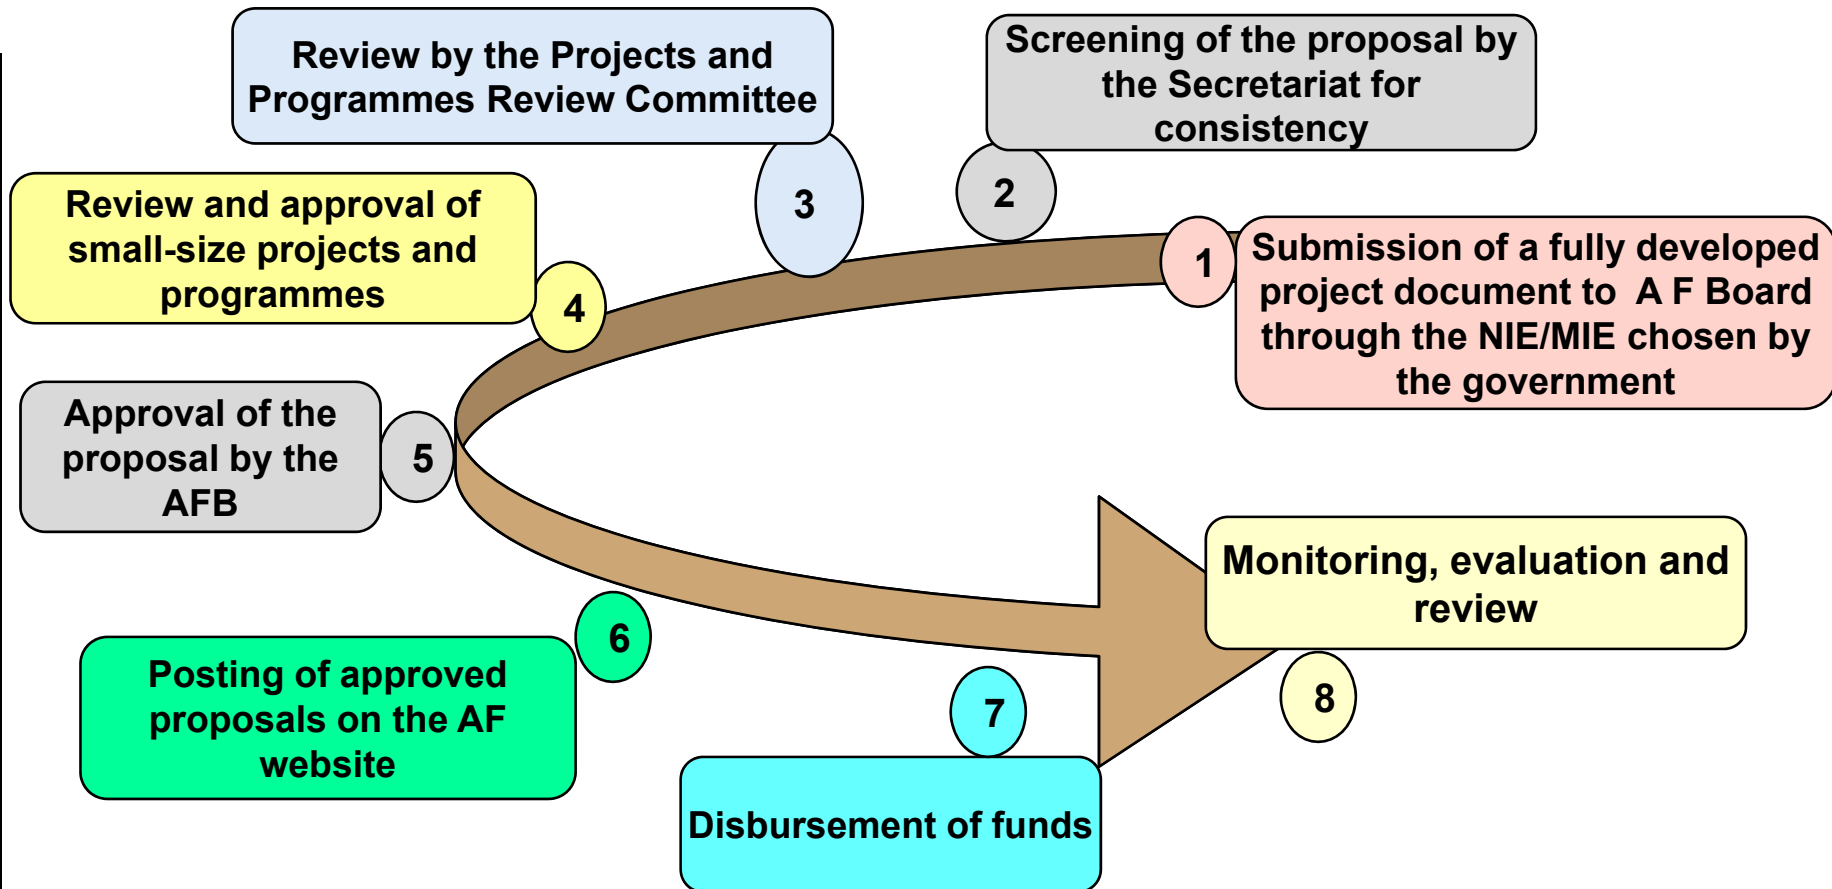 Review by the Projects and
Programmes Review Committee
3
Screening of the proposal by
the Secretariat for
consistency
2
Review and approval of
small-size projects and
programmes
4
1
Submission of a fully developed
project document to A F Board
through the NIE/MIE chosen by
the government
Approval of the
proposal by the
AFB
5
Monitoring, evaluation and
review
8
6
Posting of approved
proposals on the AF
website
7
Disbursement of funds